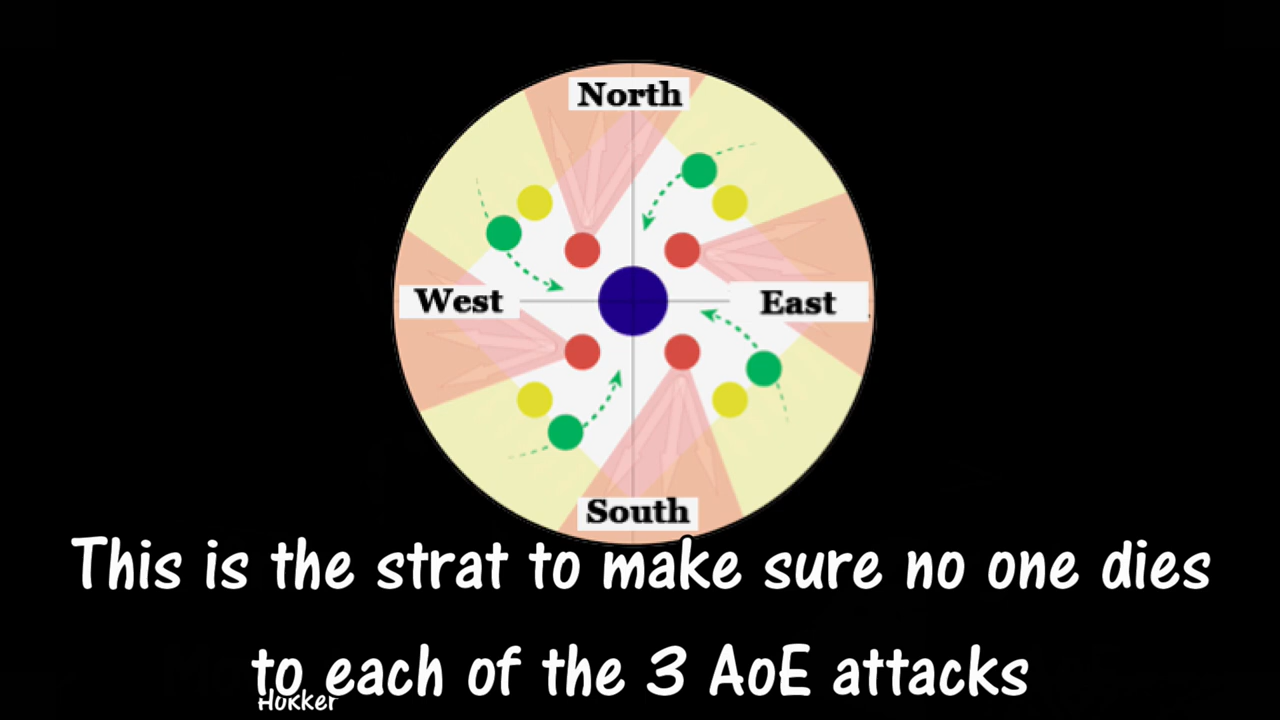 North
West
East
South
This is the strat to make sure no one dies
to each of the 3 AoE attacks
Hokker